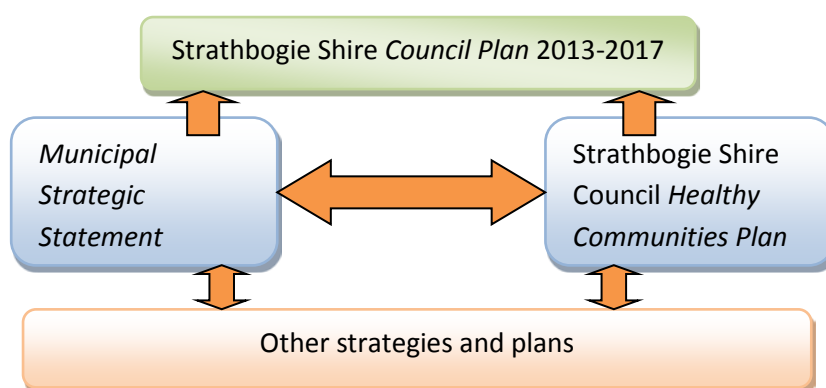 Strathbogie Shire Council Plan 2013-2017
Municipal
Strategic
Statement
Strathbogie Shire
Council Healthy
Communities Plan
Other strategies and plans